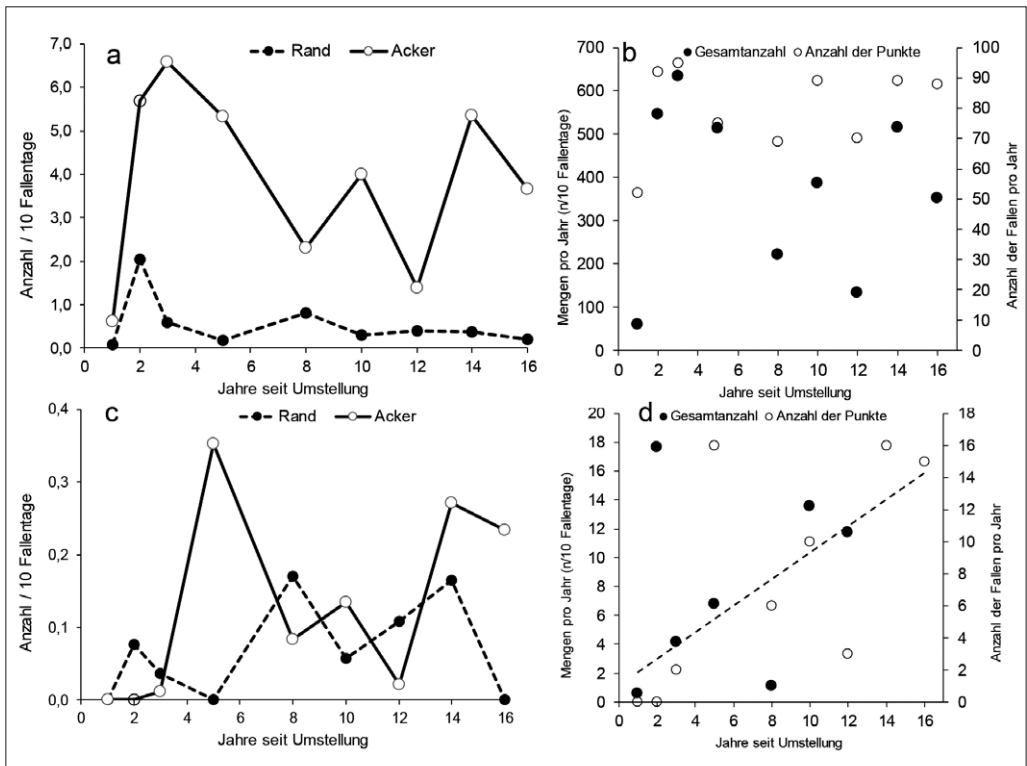 a
Rand Acker
7,0
6,0
5,0
4,0
3,0
2,0
1,0
0,0
Anzahl / 10 Fallentage
0 2 4 6 8 10 12 14 16
Jahre seit Umstellung
b
Gesamtanzahl Anzahl der Punkte
700
600
500
400
300
200
100
0
Mengen pro Jahr (n/10 Fallentage)
100
90
80
70
60
50
40
30
20
10
0
Anzahl der Fallen pro Jahr
0 2 4 6 8 10 12 14 16
Jahre seit Umstellung
c
Rand Acker
0,4
0,3
0,2
0,1
0,0
Anzahl / 10 Fallentage
0 2 4 6 8 10 12 14 16
Jahre seit Umstellung
d
Gesamtanzahl Anzahl der Punkte
20
18
16
14
12
10
8
6
4
2
0
Mengen pro Jahr (n/10 Fallentage)
18
16
14
12
10
8
6
4
2
0
Anzahl der Fallen pro Jahr
0 2 4 6 8 10 12 14 16
Jahre seit Umstellung